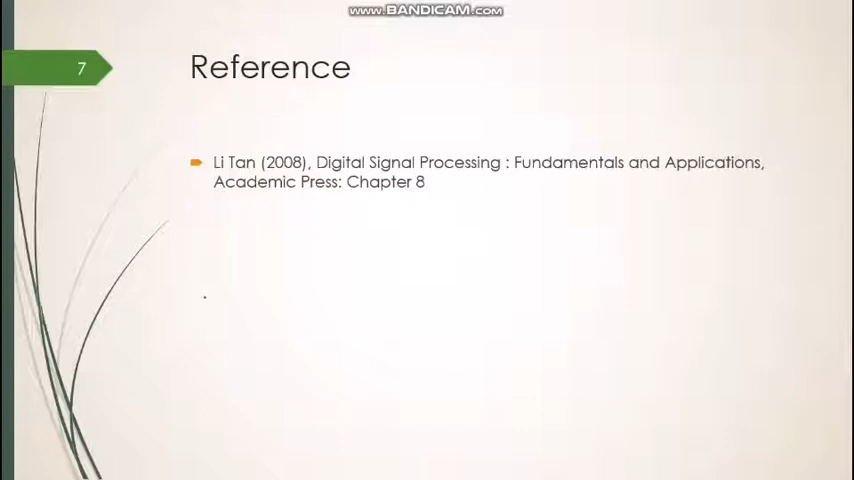 www.BANDICAM.com
7
Reference
Li Tan (2008), Digital Signal Processing : Fundamentals and Applications,
Academic Press: Chapter 8